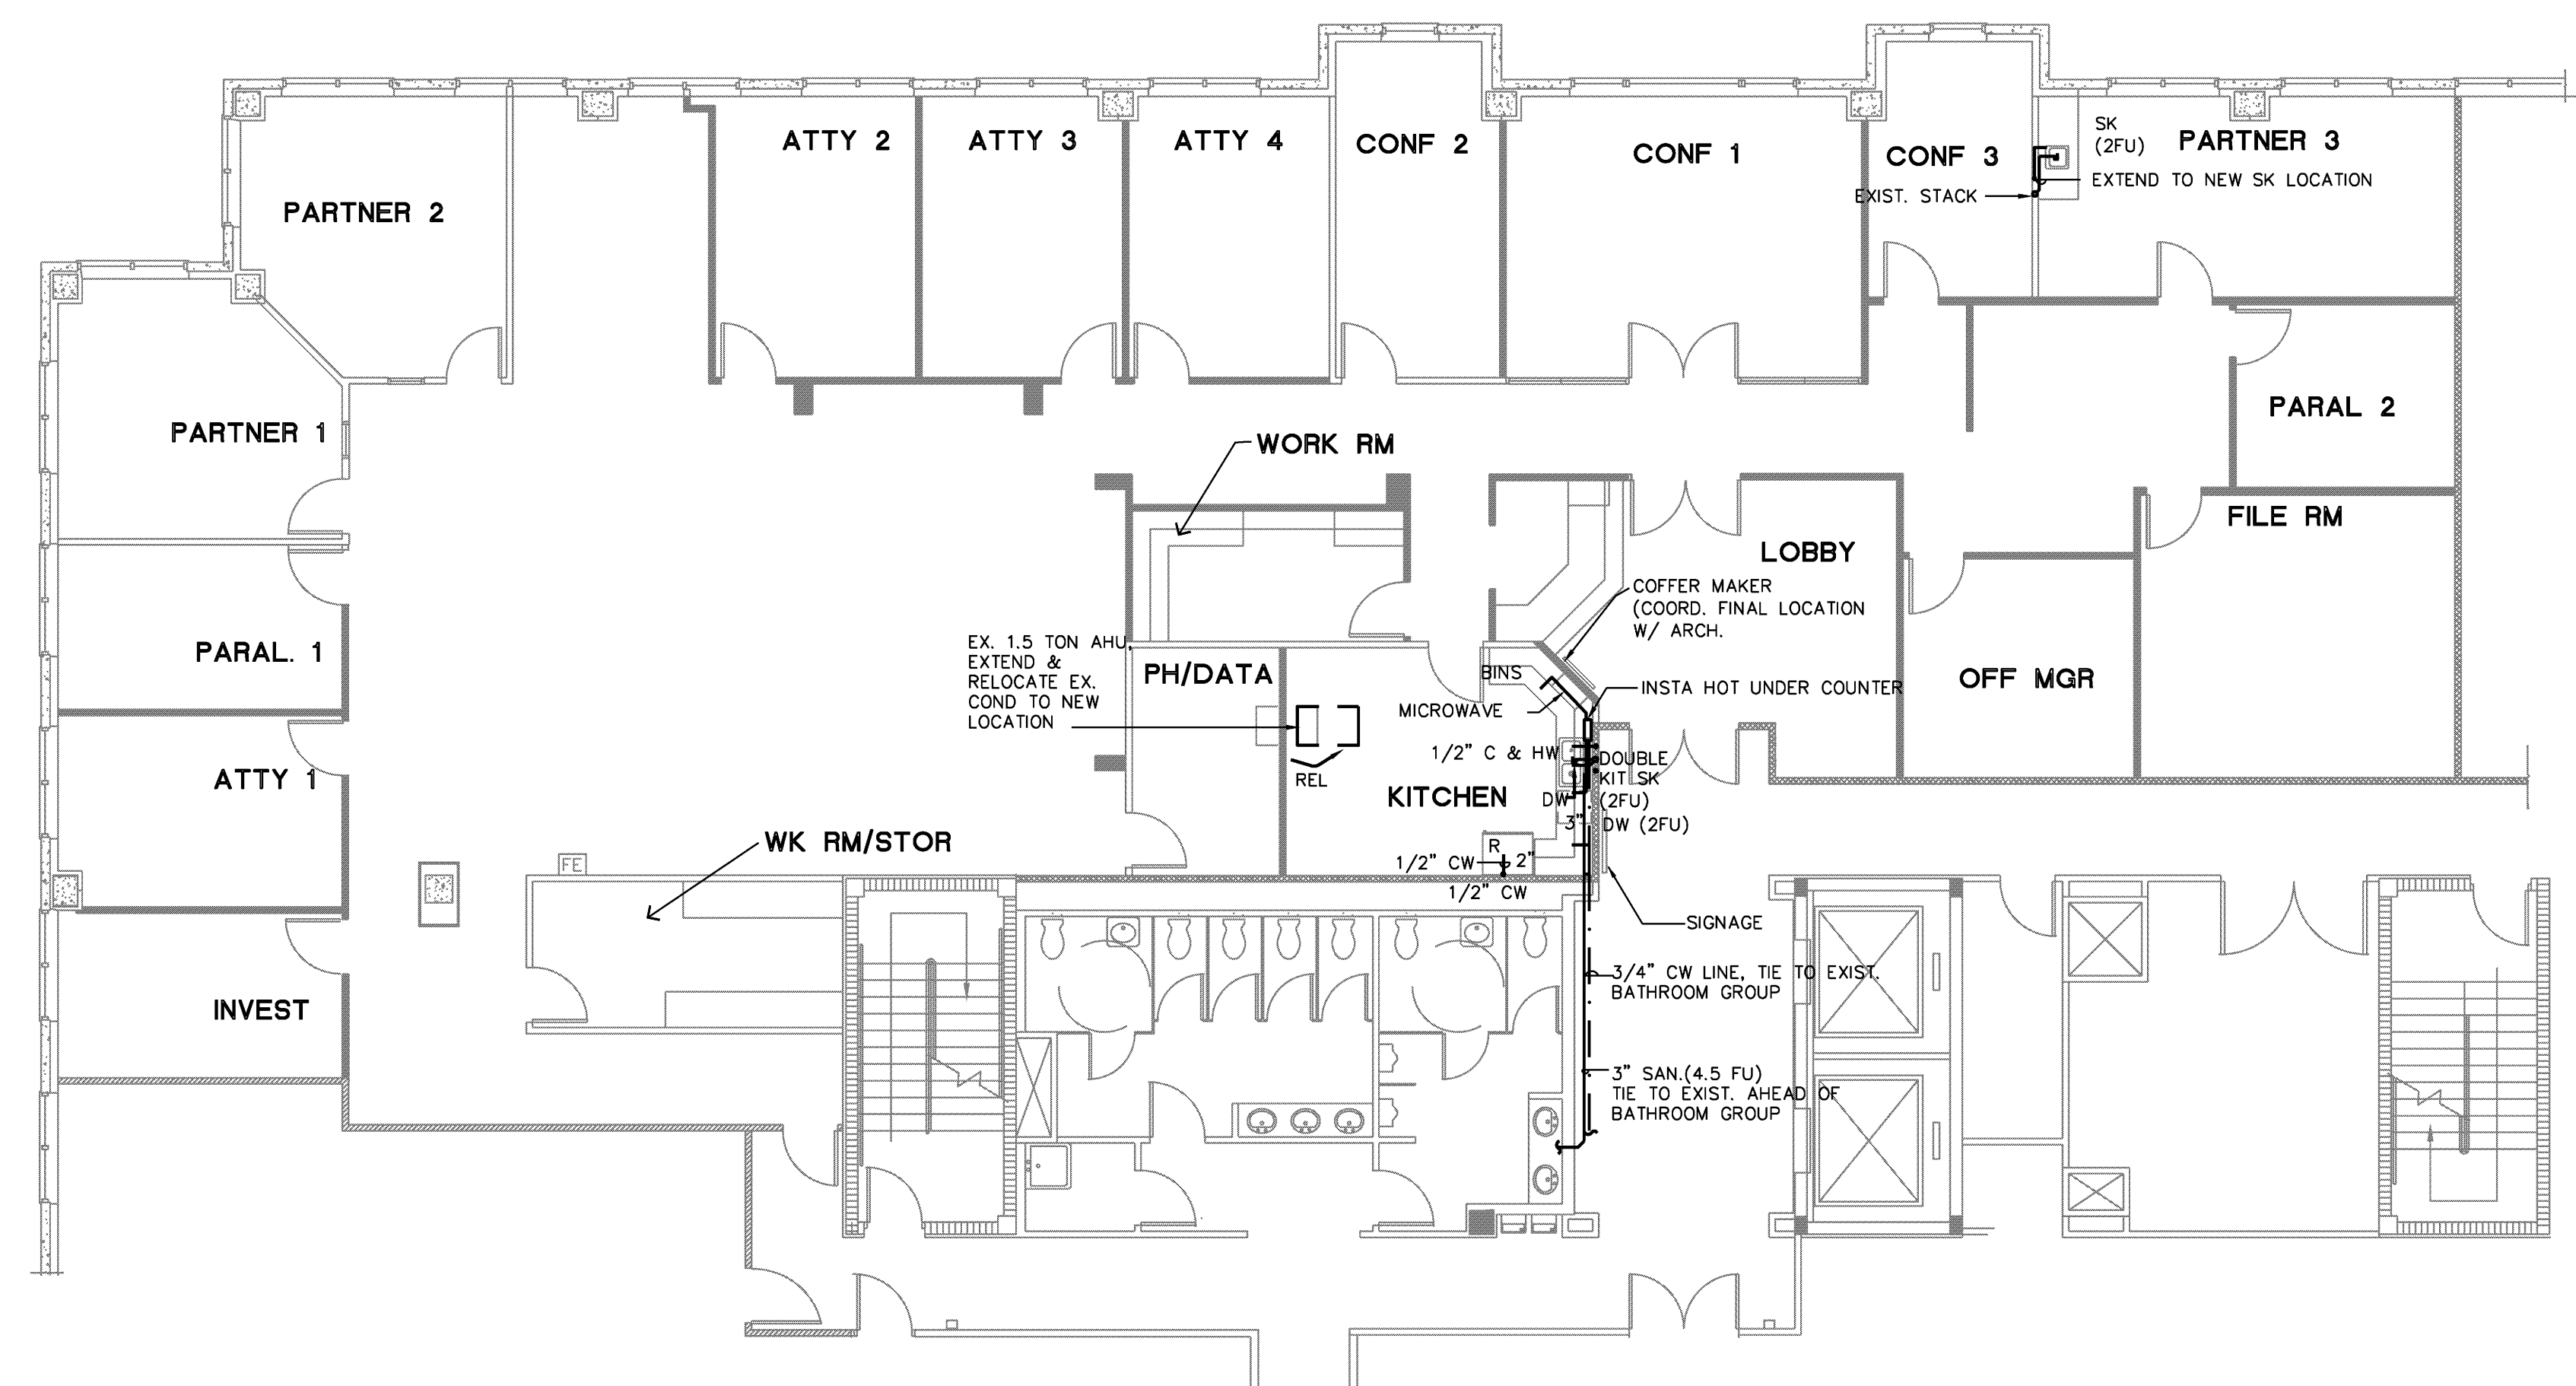 ATTY 2
ATTY 3
ATTY 4
CONF 2
CONF 1
CONF 3
SK
(2FU)
PARTNER 3
EXTEND TO NEW SK LOCATION
EXIST. STACK
PARTNER 2
PARTNER 1
PARAL 2
WORK RM
FILE RM
LOBBY
COFFER MAKER
(COORD. FINAL LOCATION
W/ ARCH.
PARAL. 1
EX. 1.5 TON AHU,
EXTEND &
RELOCATE EX.
COND TO NEW
LOCATION
PH/DATA
BINS
MICROWAVE
INSTA HOT UNDER COUNTER
OFF MGR
1/2" C & HW
DOUBLE
KIT SK
(2FU)
REL
ATTY 1
KITCHEN
DW
3"
DW (2FU)
WK RM/STOR
FE
R
1/2" CW
2"
1/2" CW
SIGNAGE
INVEST
3/4" CW LINE, TIE TO EXIST.
BATHROOM GROUP
3" SAN.(4.5 FU)
TIE TO EXIST. AHEAD OF
BATHROOM GROUP